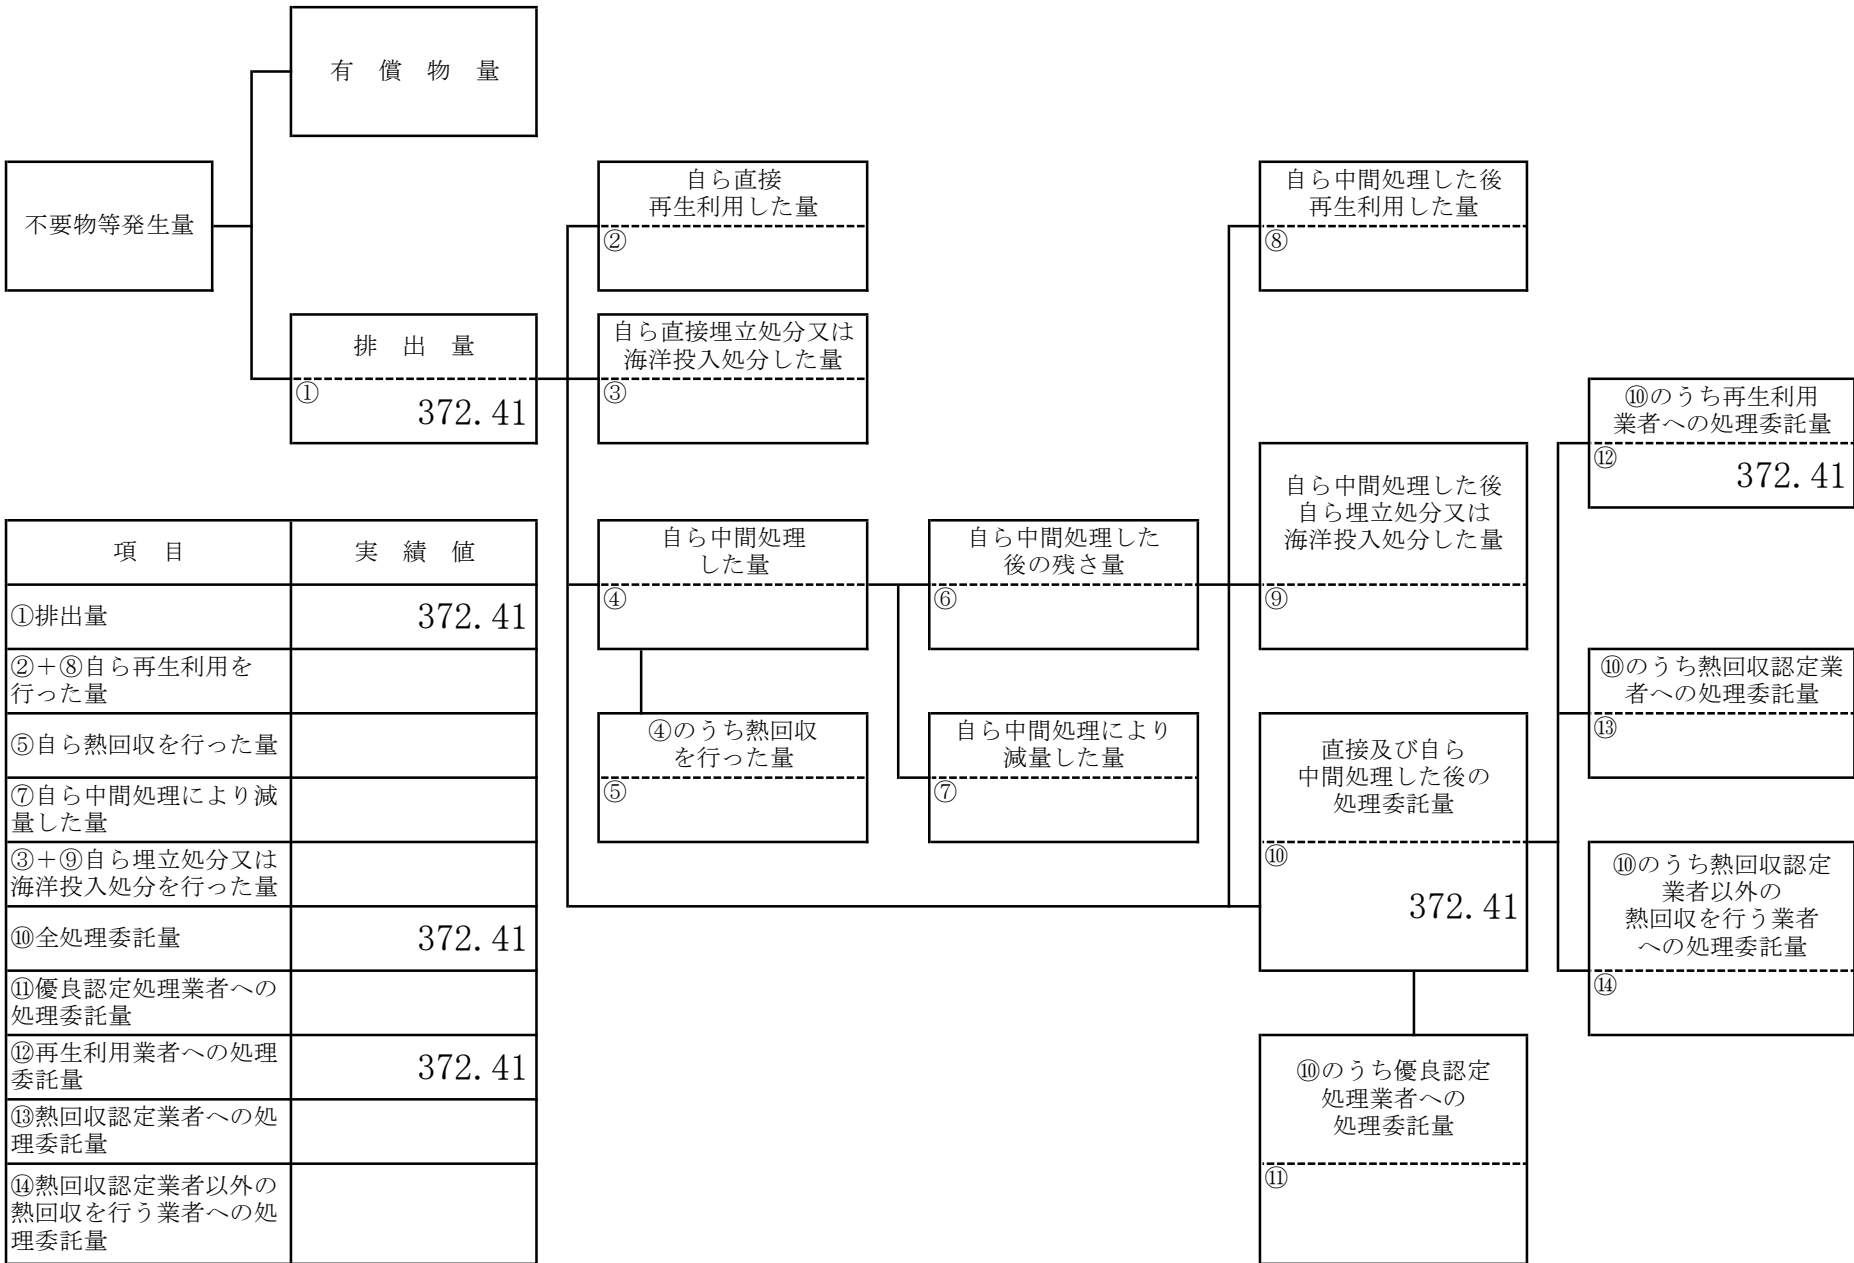 有 償 物 量
不要物等発生量
排 出 量
①
372.41
自ら直接
再生利用した量
②
自ら直接埋立処分又は
海洋投入処分した量
③
自ら中間処理
した量
④
④のうち熱回収
を行った量
⑤
自ら中間処理した
後の残さ量
⑥
自ら中間処理により
減量した量
⑦
自ら中間処理した後
再生利用した量
⑧
自ら中間処理した後
自ら埋立処分又は
海洋投入処分した量
⑨
直接及び自ら
中間処理した後の
処理委託量
⑩
372.41
⑩のうち優良認定
処理業者への
処理委託量
⑪
⑩のうち再生利用
業者への処理委託量
⑫
372.41
⑩のうち熱回収認定業
者への処理委託量
⑬
⑩のうち熱回収認定
業者以外の
熱回収を行う業者
への処理委託量
⑭
項 目 実 績 値
①排出量 372.41
②＋⑧自ら再生利用を
行った量
⑤自ら熱回収を行った量
⑦自ら中間処理により減
量した量
③＋⑨自ら埋立処分又は
海洋投入処分を行った量
⑩全処理委託量 372.41
⑪優良認定処理業者への
処理委託量
⑫再生利用業者への処理
委託量 372.41
⑬熱回収認定業者への処
理委託量
⑭熱回収認定業者以外の
熱回収を行う業者への処
理委託量